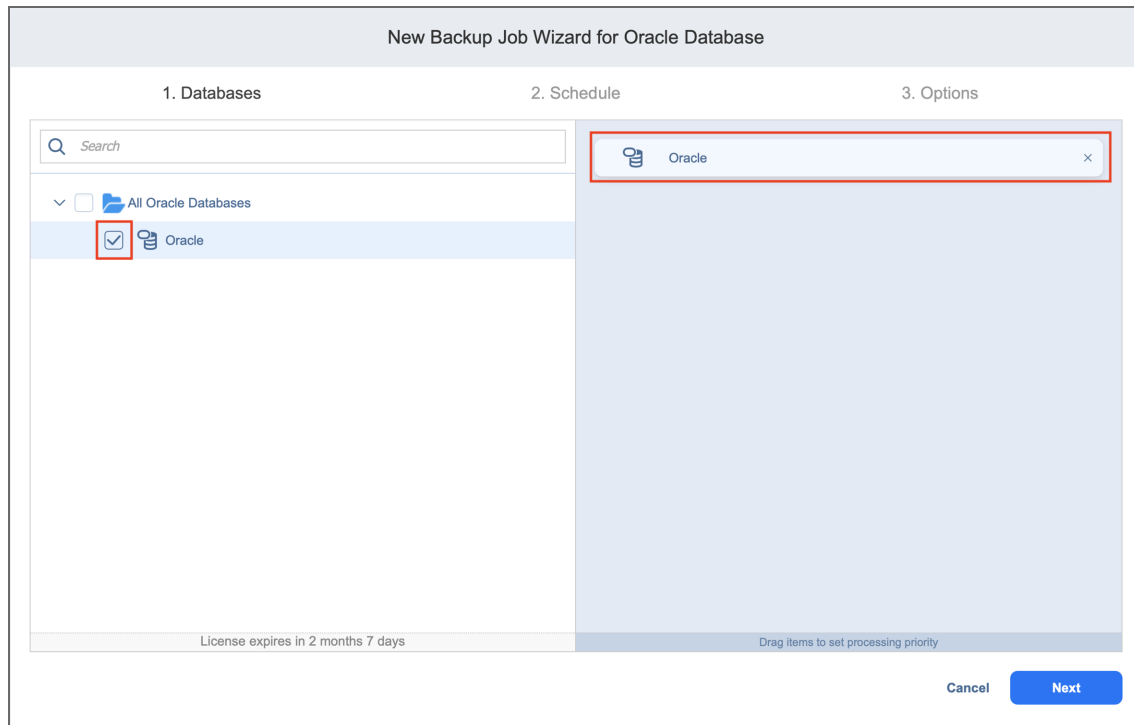 New Backup Job Wizard for Oracle Database
1. Databases
2. Schedule
3. Options
Search
All Oracle Databases
Oracle
License expires in 2 months 7 days
Oracle
Drag items to set processing priority
Cancel
Next